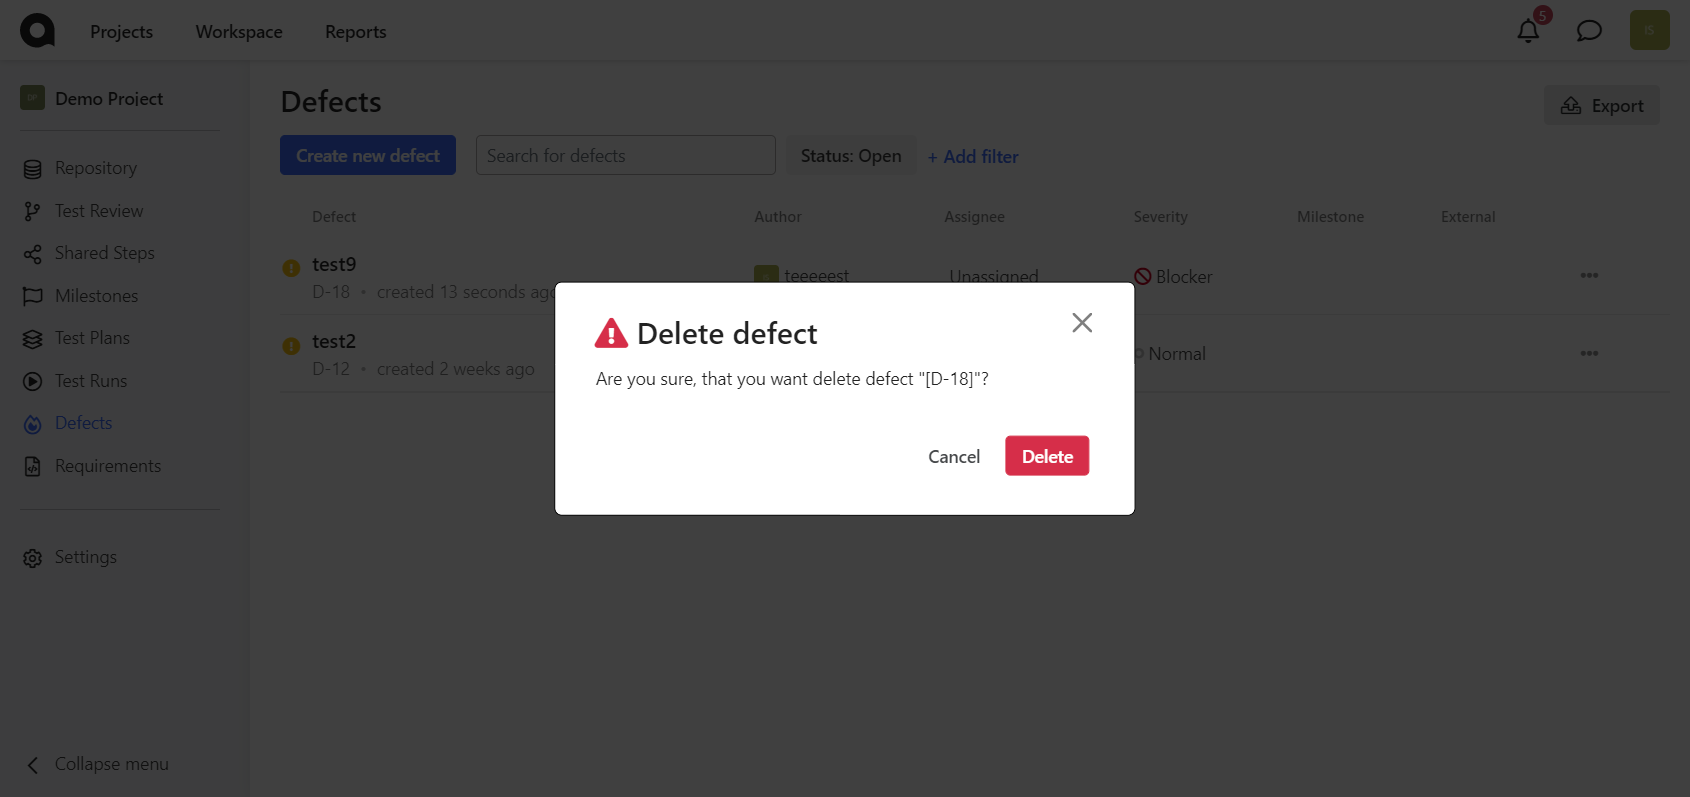 Projects Workspace Reports 5 IS
DP Demo Project
Repository
Test Review
Shared Steps
Milestones
Test Plans
Test Runs
Defects
Requirements
Settings
Collapse menu
Defects
Export
Create new defect Search for defects Status: Open + Add filter
Defect Author Assignee Severity Milestone External
test9
D-18 • created 13 seconds ago
teeeeest Unassigned Blocker
test2
D-12 • created 2 weeks ago
Normal
Delete defect
Are you sure, that you want delete defect "[D-18]"?
Cancel Delete